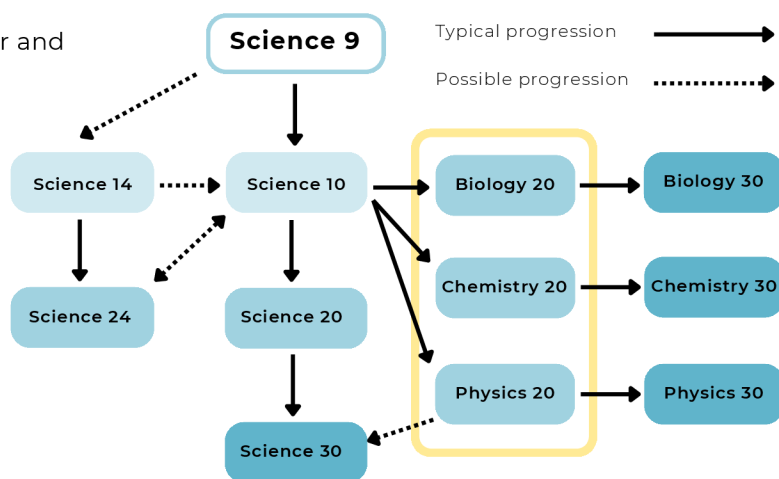 r and
Science 9
Typical progression
Possible progression
Science 14
Science 10
Biology 20
Biology 30
Science 24
Science 20
Chemistry 20
Chemistry 30
Physics 20
Physics 30
Science 30